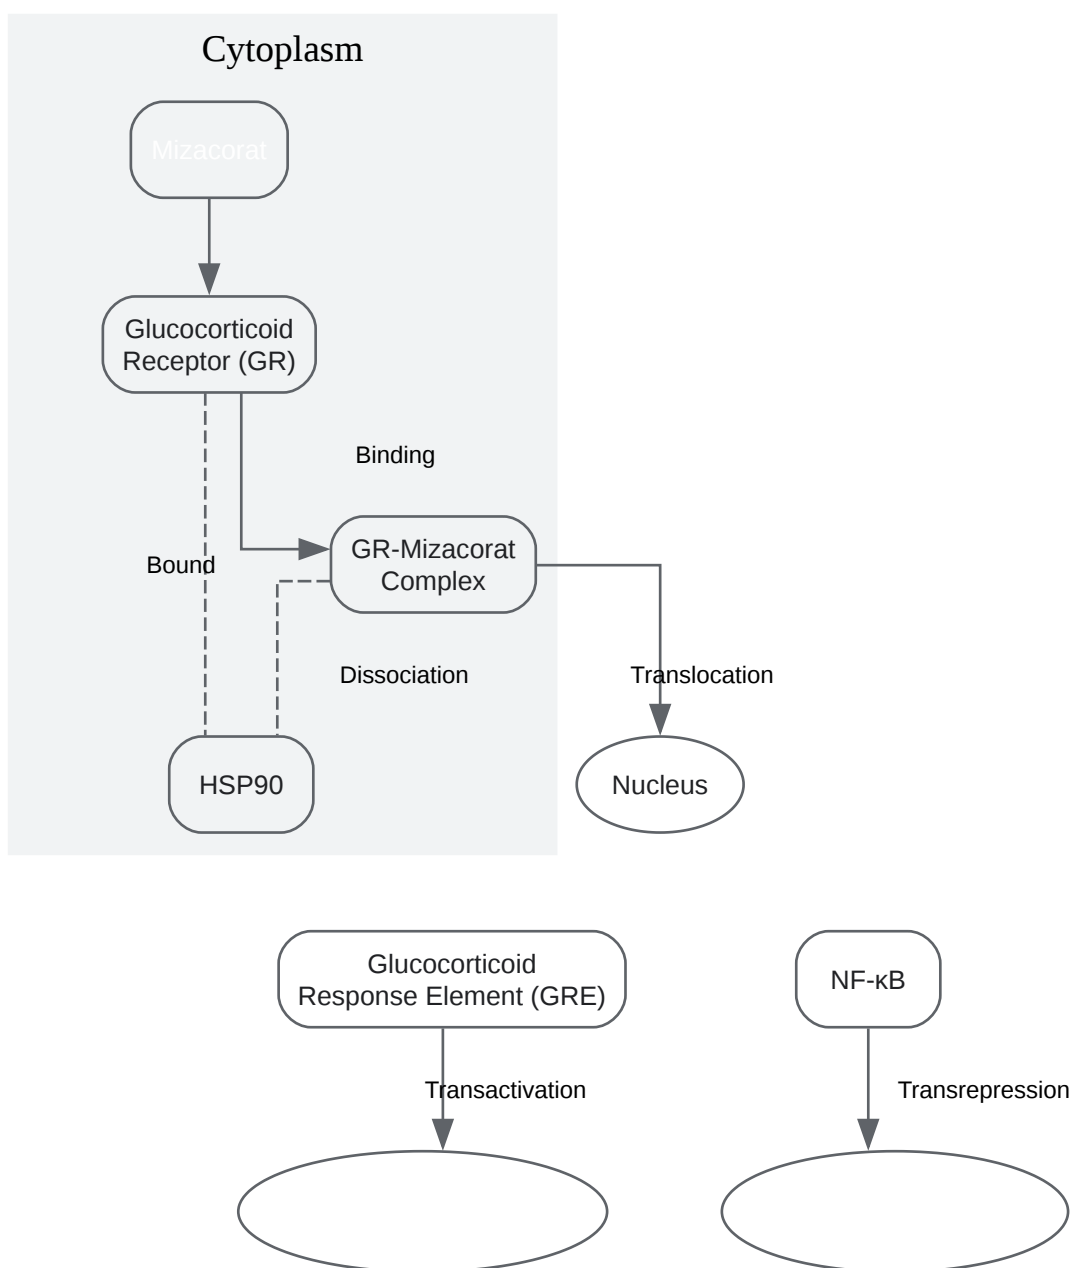 Cytoplasm
Mizacorat
Glucocorticoid
Receptor (GR)
Binding
GR-Mizacorat
Complex
Bound
Dissociation
Translocation
HSP90
Nucleus
Glucocorticoid
Response Element (GRE)
NF-κB
Transactivation
Transrepression